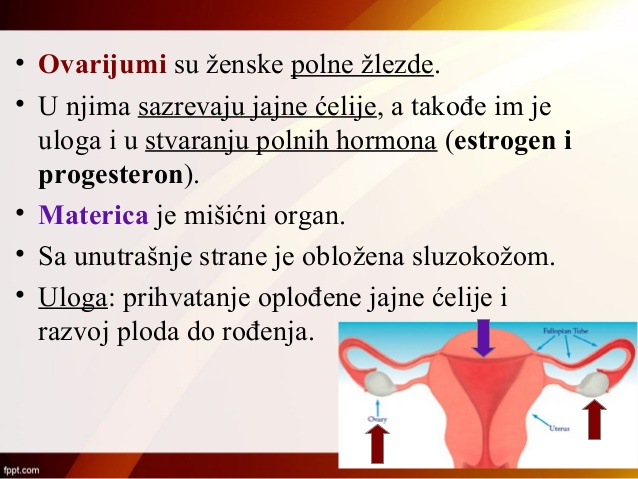 • Ovarijumi su ženske polne žlezde.
• U njima sazrevaju jajne ćelije, a takođe im je
uloga i u stvaranju polnih hormona (estrogen i
progesteron).
• Materica je mišićni organ.
• Sa unutrašnje strane je obložena sluzokožom.
• Uloga: prihvatanje oplođene jajne ćelije i
razvoj ploda do rođenja.
Fallopian Tube
Ovary
Uterus
fppt.com